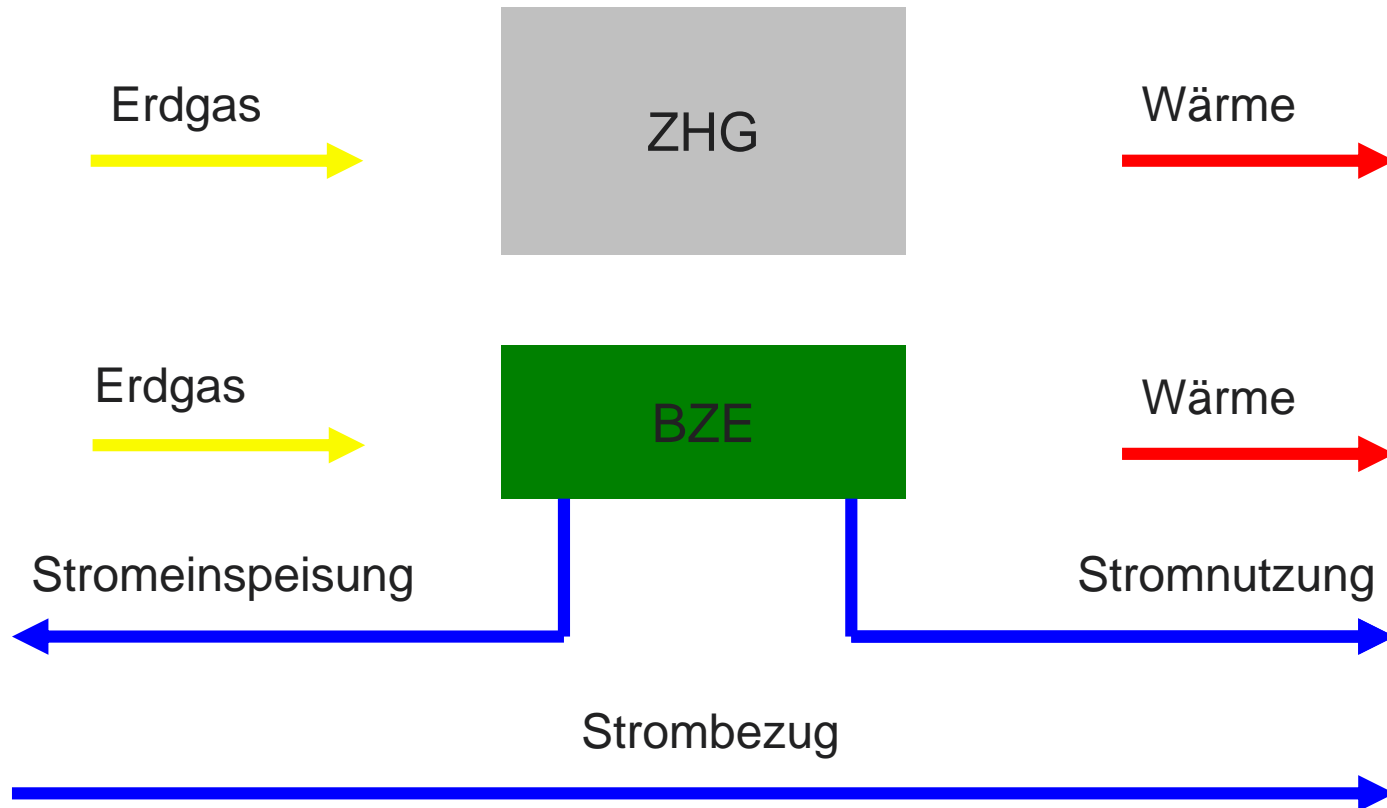 Erdgas
ZHG
Wärme
Erdgas
BZE
Wärme
Stromeinspeisung
Stromnutzung
Strombezug